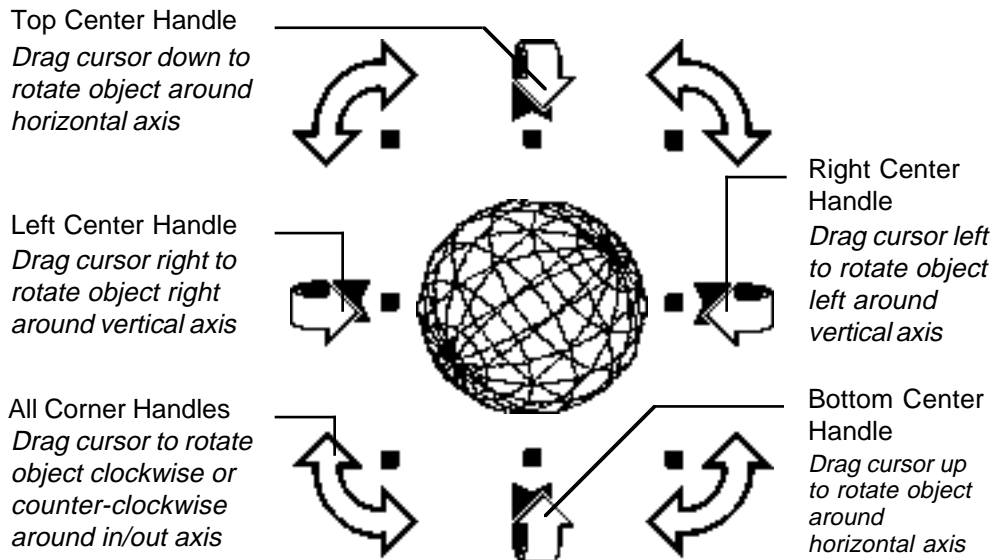 Top Center Handle
Drag cursor down to
rotate object around
horizontal axis
Left Center Handle
Drag cursor right to
rotate object right
around vertical axis
All Corner Handles
Drag cursor to rotate
object clockwise or
counter-clockwise
around in/out axis
Right Center
Handle
Drag cursor left
to rotate object
left around
vertical axis
Bottom Center
Handle
Drag cursor up
to rotate object
around
horizontal axis